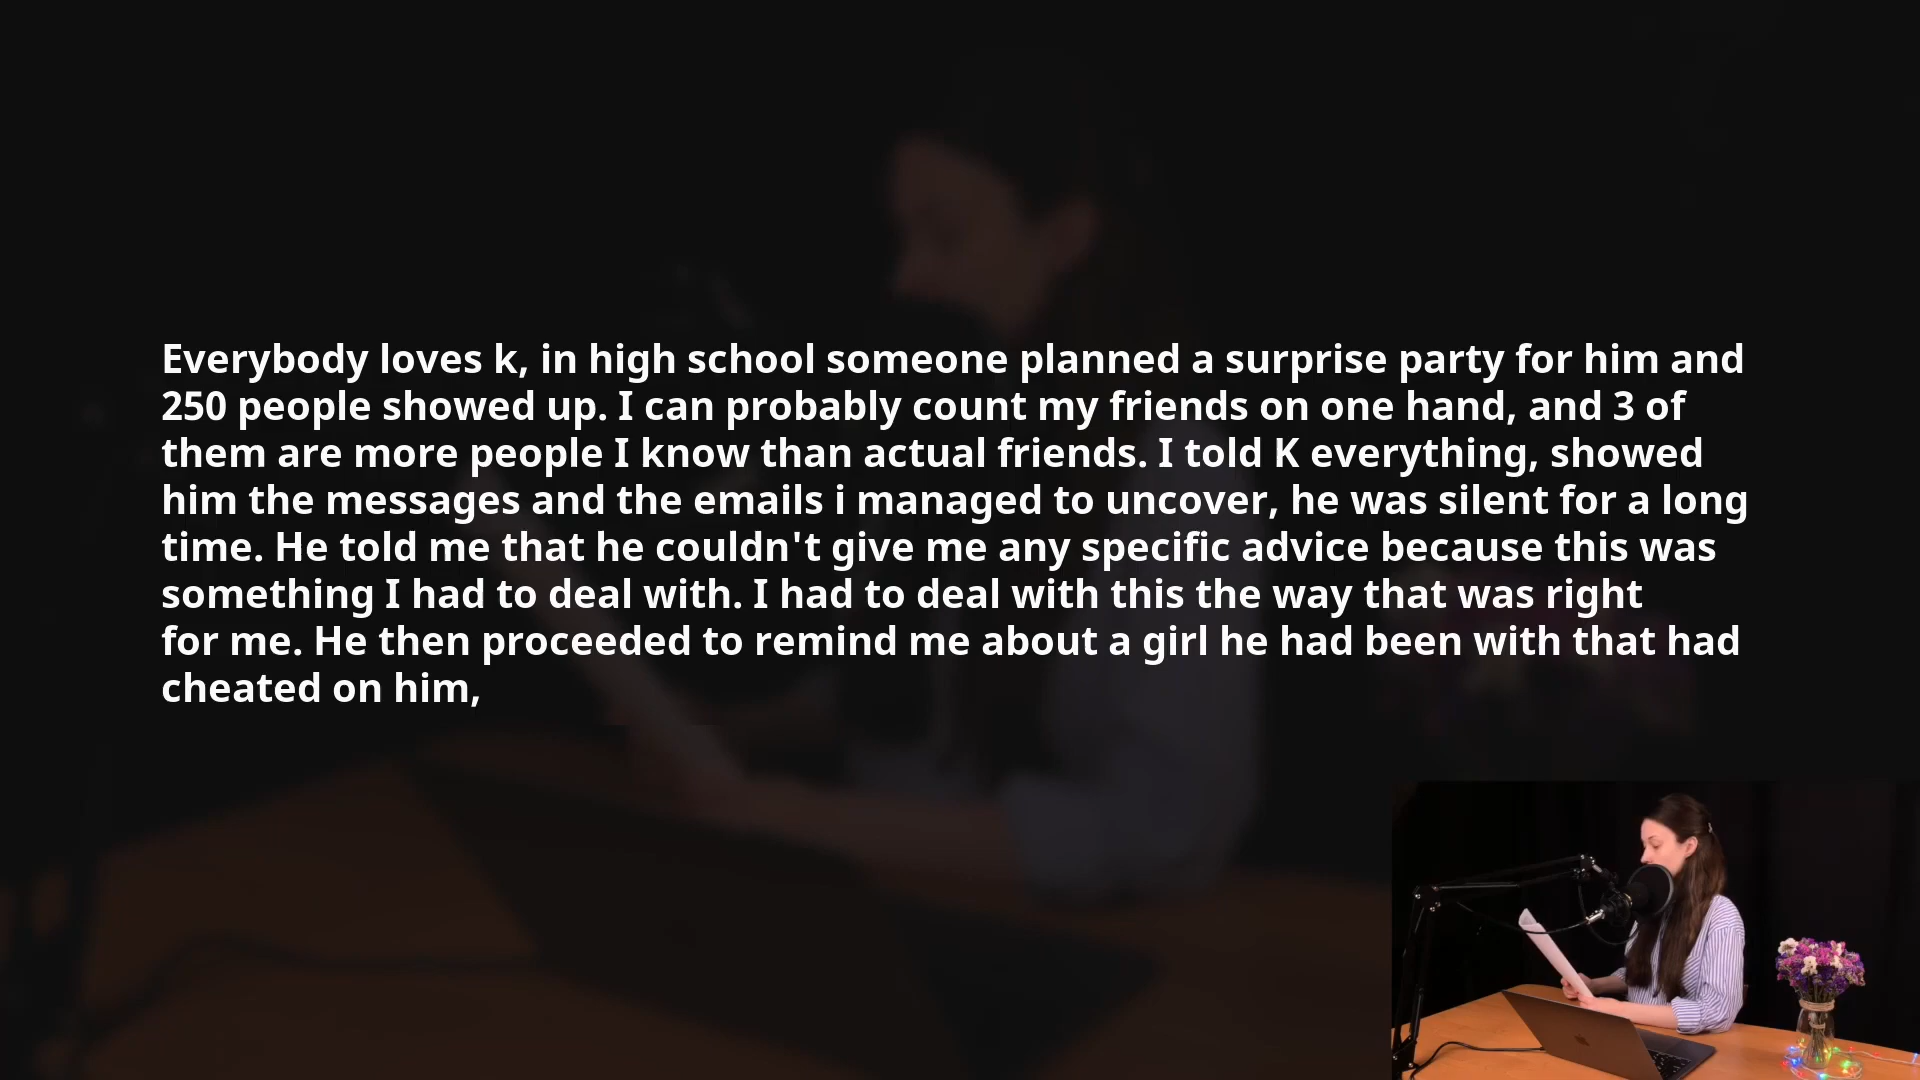 Everybody loves k, in high school someone planned a surprise party for him and
250 people showed up. I can probably count my friends on one hand, and 3 of
them are more people I know than actual friends. I told K everything, showed
him the messages and the emails i managed to uncover, he was silent for a long
time. He told me that he couldn't give me any specific advice because this was
something I had to deal with. I had to deal with this the way that was right
for me. He then proceeded to remind me about a girl he had been with that had
cheated on him,